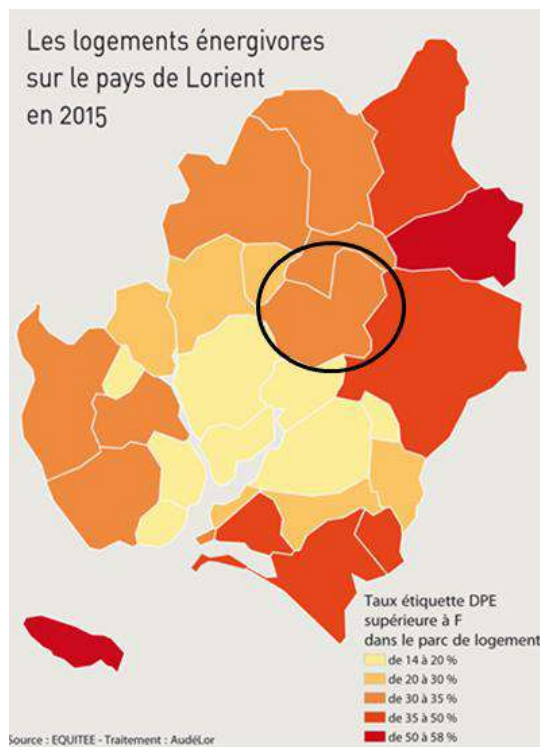 Les logements énergivores
sur le pays de Lorient
en 2015
Taux étiquette DPE
supérieure à F
dans le parc de logement
de 14 à 20 %
de 20 à 30 %
de 30 à 35 %
de 35 à 50 %
de 50 à 58 %
Source : EQUITEE - Traitement : AudéLor